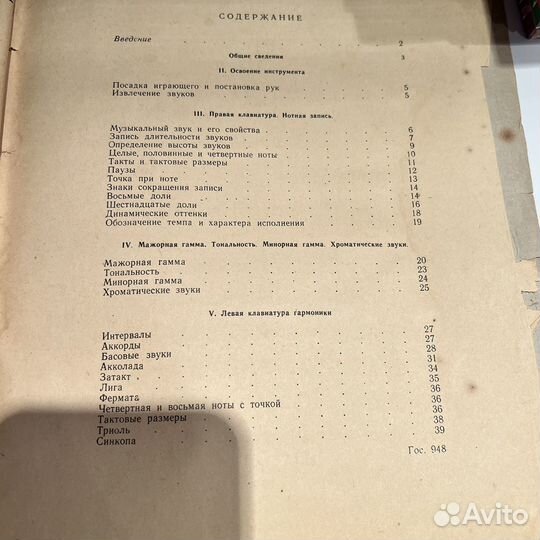 СОДЕРЖАНИЕ
Введение 2
Общие сведения 3
II. Освоение инструмента
Посадка играющего и постановка рук 5
Извлечение звуков 5
III. Правая клавиатура. Нотная запись.
Музыкальный звук и его свойства 6
Запись длительности звуков 7
Определение высоты звуков 9
Целые, половинные и четвертные ноты 10
Такты и тактовые размеры 11
Паузы 12
Точка при ноте 13
Знаки сокращения записи 14
Восьмые доли 14
Шестнадцатые доли 16
Динамические оттенки 18
Обозначение темпа и характера исполнения 19
IV. Мажорная гамма. Тональность. Минорная гамма. Хроматические звуки.
Мажорная гамма 20
Тональность 23
Минорная гамма 24
Хроматические звуки 25
V. Левая клавиатура гармоники
Интервалы 27
Аккорды 27
Басовые звуки 28
Акколада 31
Затакт 34
Лига 35
Фермата 36
Четвертная и восьмая ноты с точкой 36
Тактовые размеры 36
Триоль 38
Синкопа 39
Гос. 948
Avito